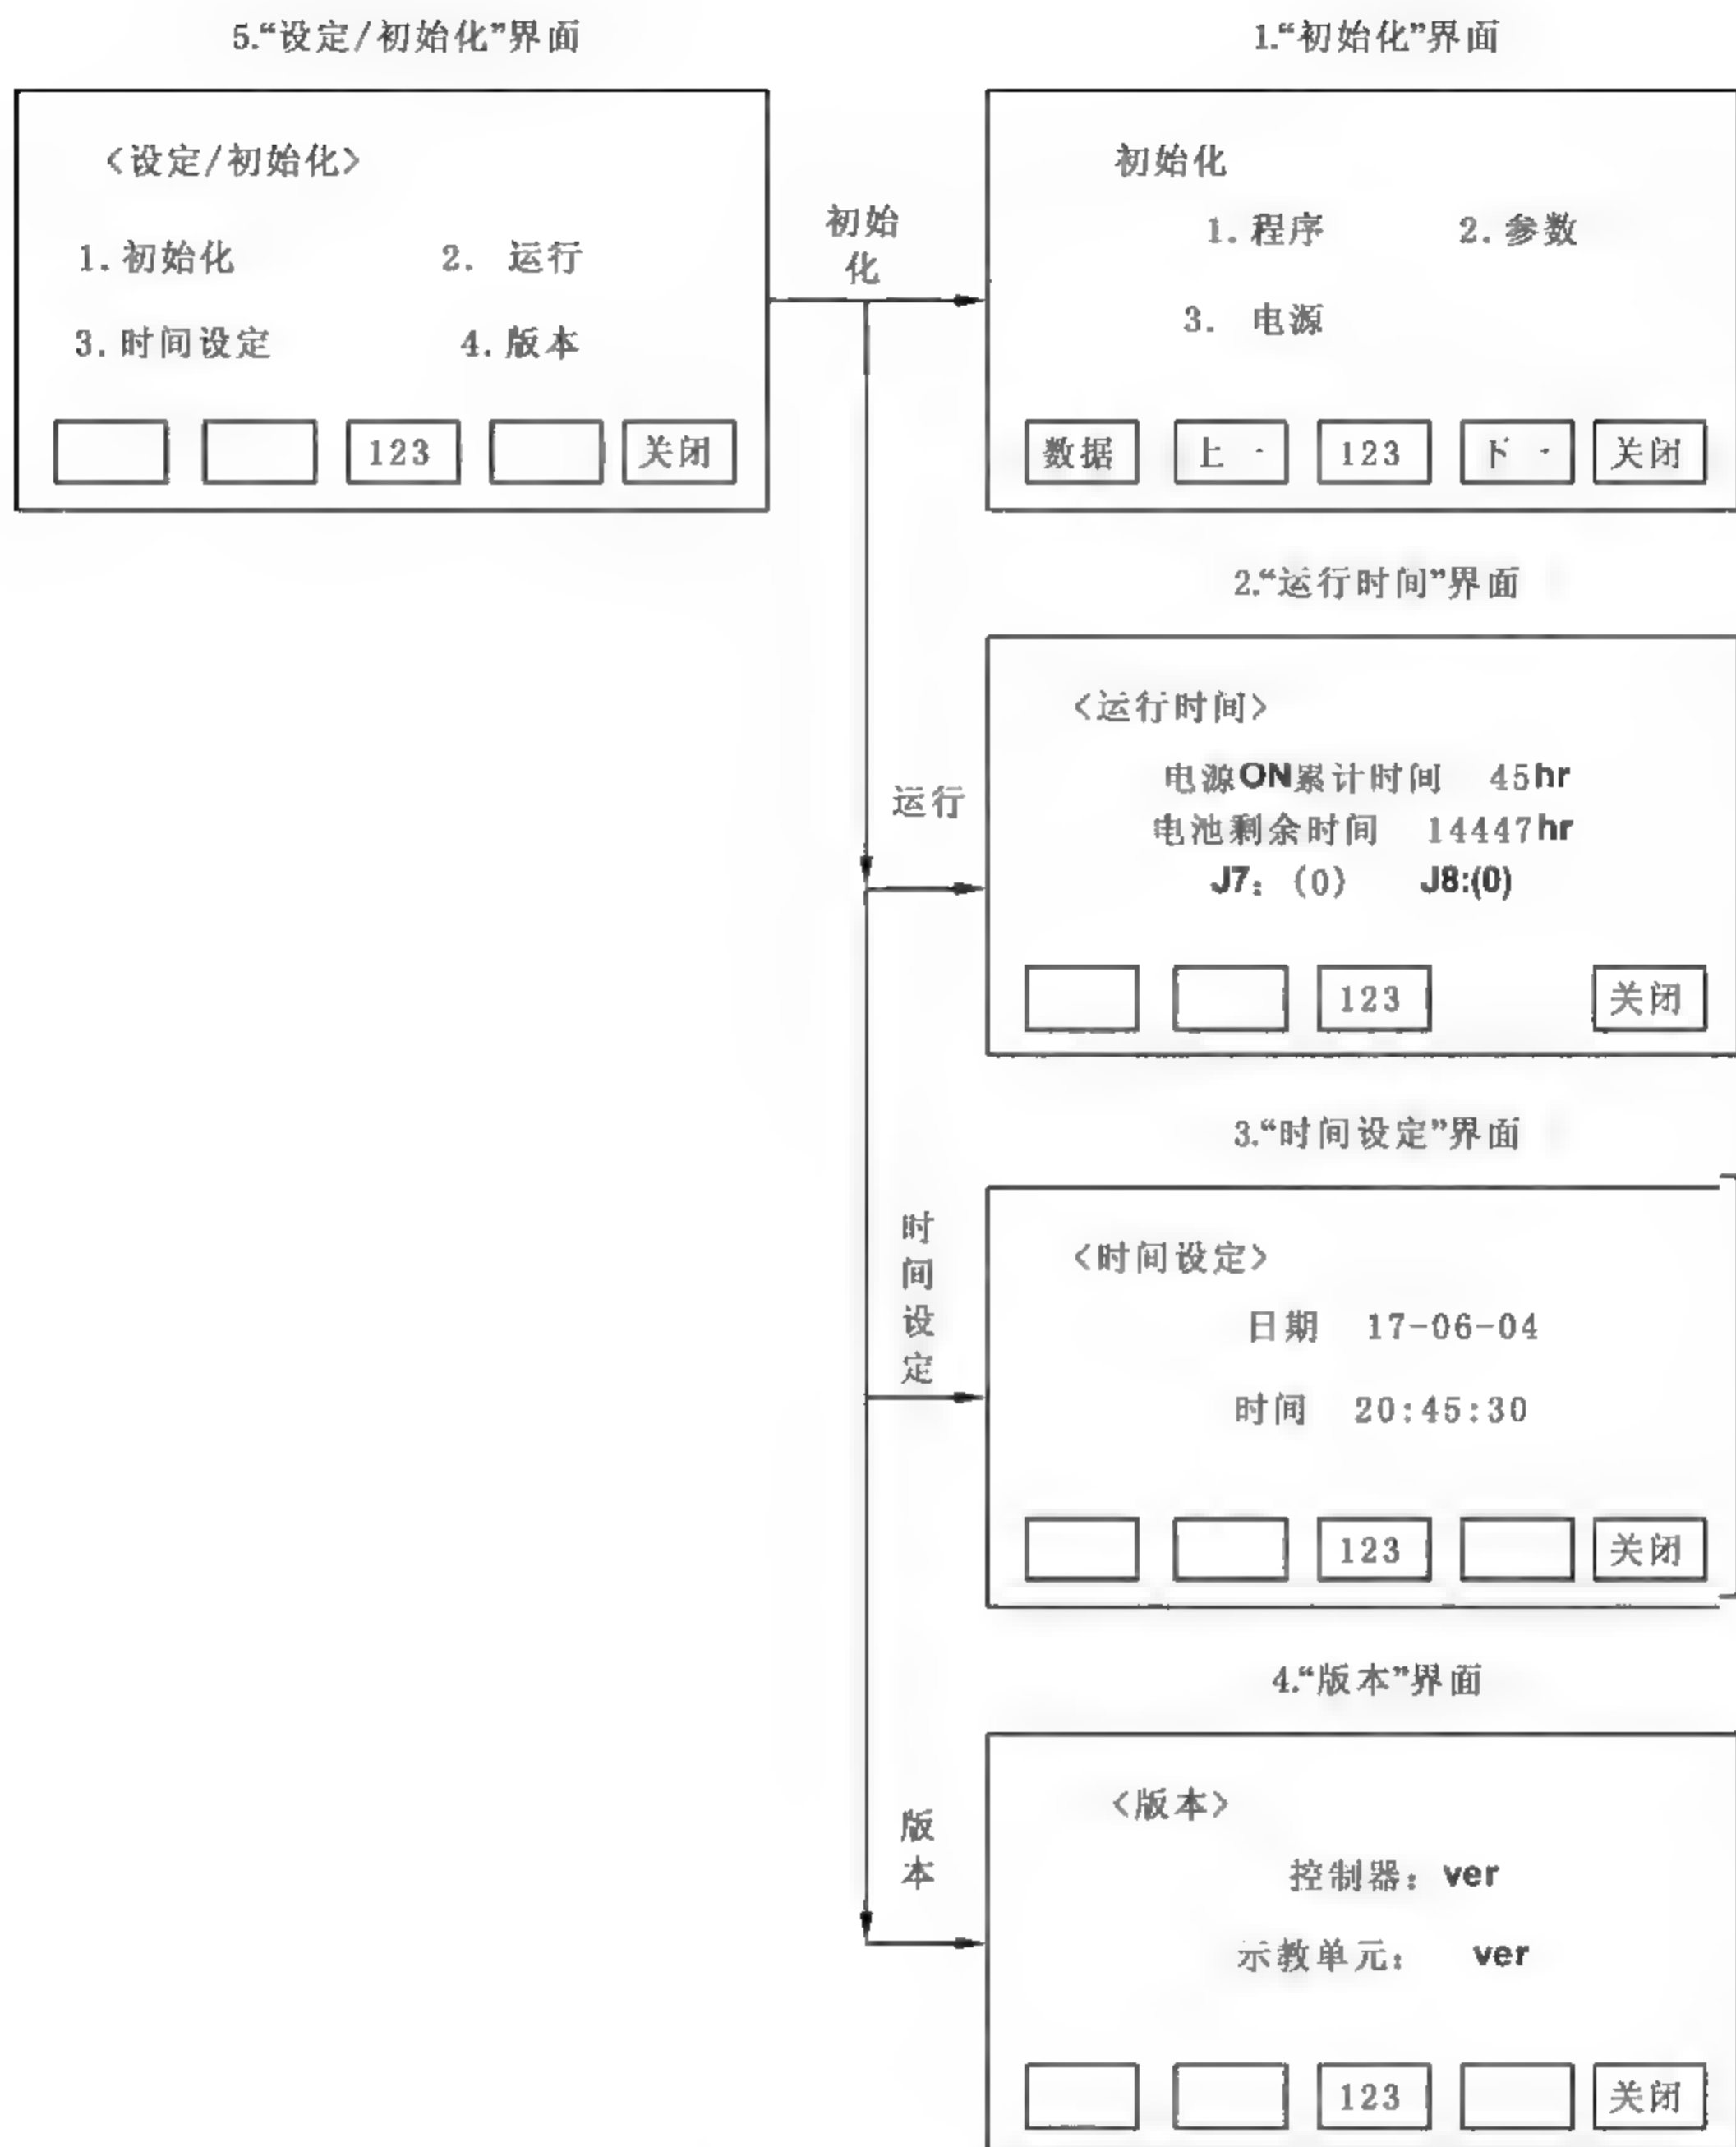 5.“设定/初始化”界面
<设定/初始化>
1.初始化 2. 运行
3.时间设定 4.版本
123 关闭
初始
化
1.“初始化”界面
初始化
1.程序 2.参数
3. 电源
数据 上 · 123 下 · 关闭
运行
2.“运行时间”界面
<运行时间>
电源ON累计时间 45hr
电池剩余时间 14447hr
J7: (0) J8:(0)
123 关闭
时
间
设
定
3.“时间设定”界面
<时间设定>
日期 17-06-04
时间 20:45:30
123 关闭
版
本
4.“版本”界面
<版本>
控制器: ver
示教单元: ver
123 关闭